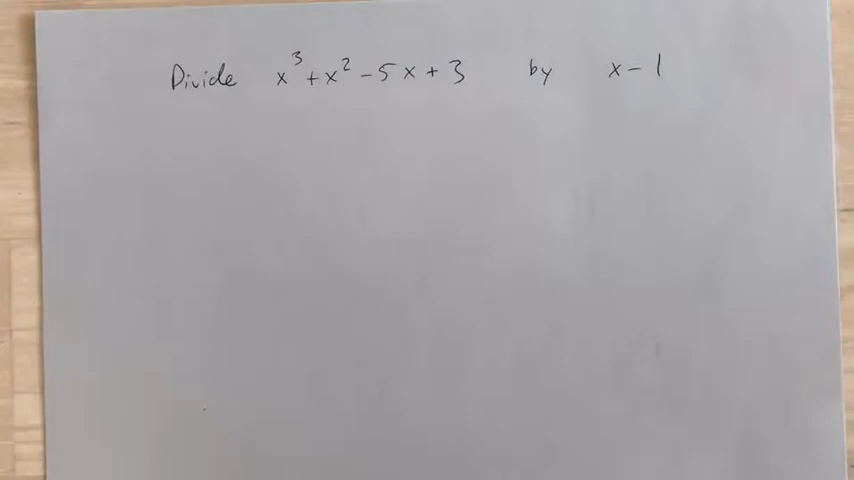 Divide x³ + x² - 5x + 3 by x - 1